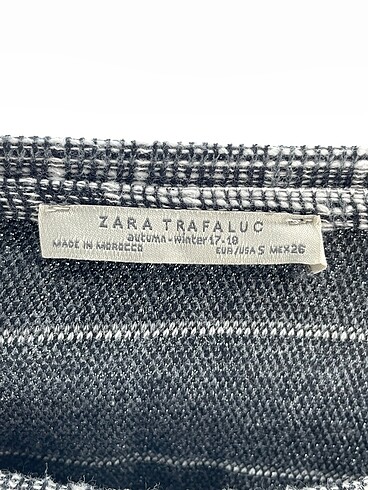 ZARA TRAFALUC
autumn-winter 17-18
MADE IN MOROCCO EUR/USA S MEX 26